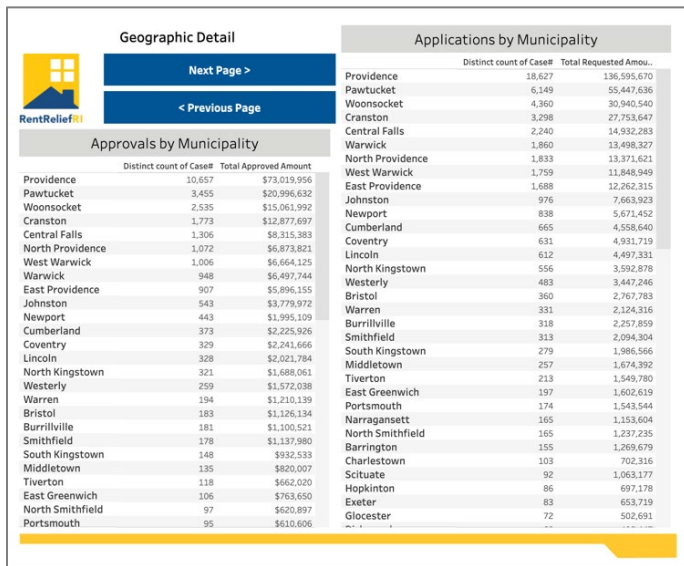 Geographic Detail
Next Page >
< Previous Page
RentReliefRI
Approvals by Municipality
Distinct count of Case# Total Approved Amount
Providence 10,657 $73,019,956
Pawtucket 3,455 $20,996,632
Woonsocket 2,535 $15,061,992
Cranston 1,773 $12,877,697
Central Falls 1,306 $8,315,383
North Providence 1,072 $6,873,821
West Warwick 1,006 $6,664,125
Warwick 948 $6,497,744
East Providence 907 $5,896,155
Johnston 543 $3,779,972
Newport 443 $1,995,109
Cumberland 373 $2,225,926
Coventry 329 $2,241,666
Lincoln 328 $2,021,784
North Kingstown 321 $1,688,061
Westerly 259 $1,572,038
Warren 194 $1,210,139
Bristol 183 $1,126,134
Burrillville 181 $1,100,521
Smithfield 178 $1,137,980
South Kingstown 148 $932,533
Middletown 135 $820,007
Tiverton 118 $662,020
East Greenwich 106 $763,650
North Smithfield 97 $620,897
Portsmouth 95 $610,606
Applications by Municipality
Distinct count of Case# Total Requested Amou..
Providence 18,627 136,595,670
Pawtucket 6,149 55,447,636
Woonsocket 4,360 30,940,540
Cranston 3,298 27,753,647
Central Falls 2,240 14,932,283
Warwick 1,860 13,498,327
North Providence 1,833 13,371,621
West Warwick 1,759 11,848,949
East Providence 1,688 12,262,315
Johnston 976 7,663,923
Newport 838 5,671,452
Cumberland 665 4,558,640
Coventry 631 4,931,719
Lincoln 612 4,497,331
North Kingstown 556 3,592,878
Westerly 483 3,447,246
Bristol 360 2,767,783
Warren 331 2,124,316
Burrillville 318 2,257,859
Smithfield 313 2,094,304
South Kingstown 279 1,986,566
Middletown 257 1,674,392
Tiverton 213 1,549,780
East Greenwich 197 1,602,619
Portsmouth 174 1,543,544
Narragansett 165 1,153,604
North Smithfield 165 1,237,235
Barrington 155 1,269,679
Charlestown 103 702,316
Scituate 92 1,063,177
Hopkinton 86 697,178
Exeter 83 653,719
Glocester 72 502,691